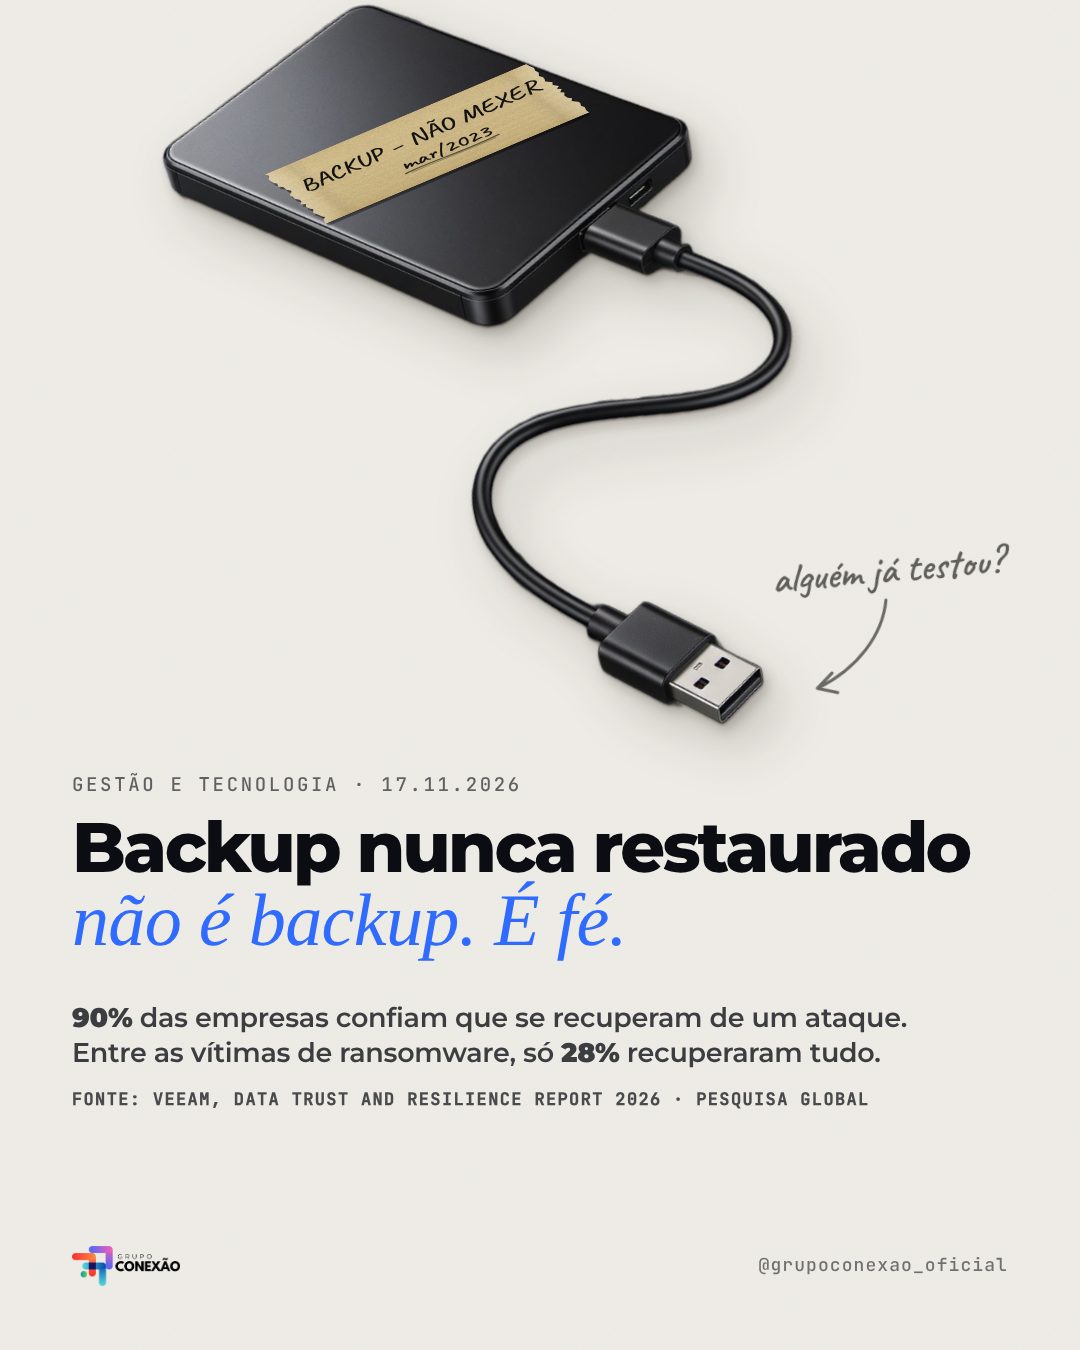 BACKUP – NÃO MEXER
mar/2023
alguém já testou?
GESTÃO E TECNOLOGIA · 17.11.2026
Backup nunca restaurado
não é backup. É fé.
90% das empresas confiam que se recuperam de um ataque.
Entre as vítimas de ransomware, só 28% recuperaram tudo.
FONTE: VEEAM, DATA TRUST AND RESILIENCE REPORT 2026 · PESQUISA GLOBAL
GRUPO
CONEXÃO
@grupoconexao_oficial